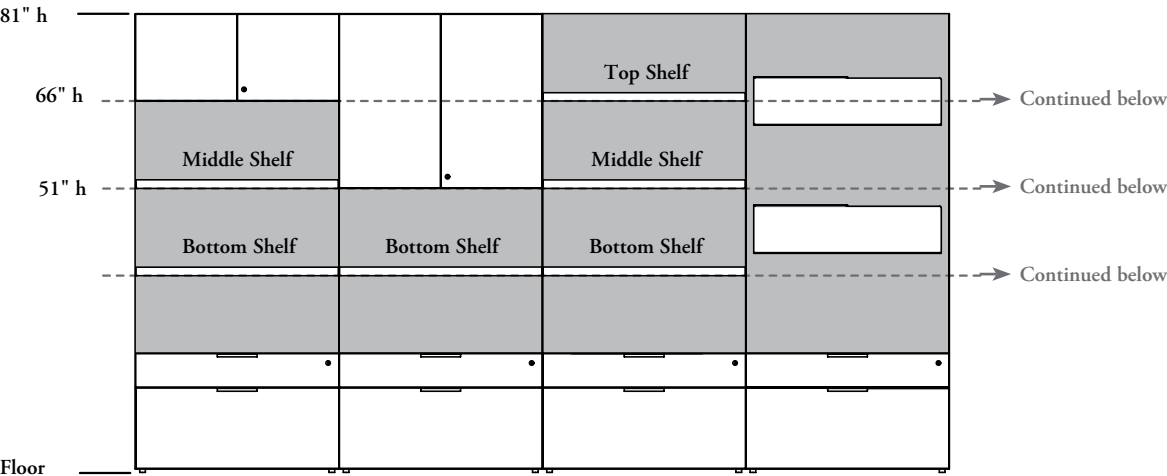 81" h
Top Shelf
66" h
Continued below
Middle Shelf
Middle Shelf
51" h
Continued below
Bottom Shelf
Bottom Shelf
Bottom Shelf
Continued below
Floor